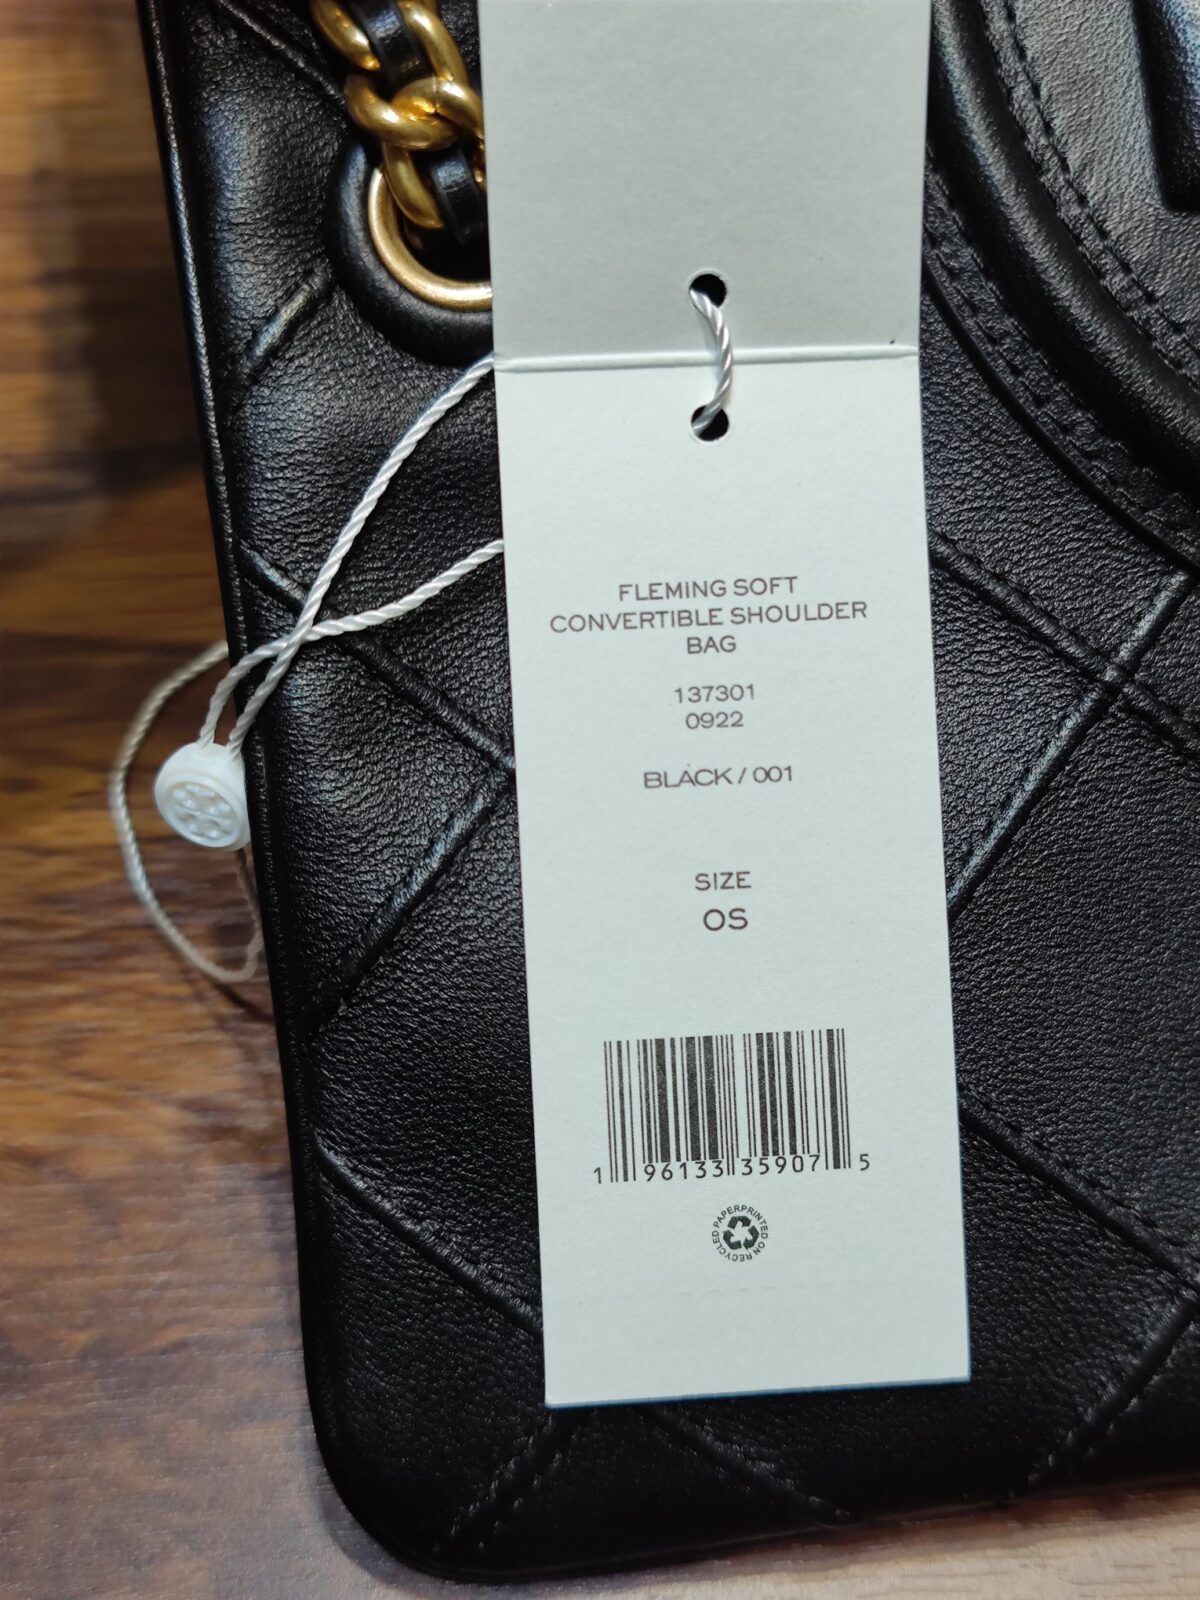 FLEMING SOFT
CONVERTIBLE SHOULDER
BAG
137301
0922
BLACK / 001
SIZE
OS
1 96133 35907 5
PRINTED ON RECYCLED PAPER